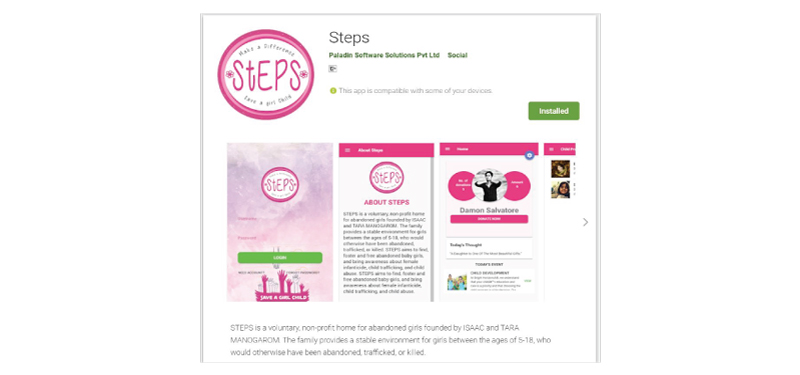 Make a Difference
StEPS
Save a girl Child
Steps
Paladin Software Solutions Pvt Ltd Social
This app is compatible with some of your devices.
Installed
StEPS
LOGIN
SAVE A GIRL CHILD
About Steps
StEPS
ABOUT STEPS
STEPS is a voluntary, non-profit home
for abandoned girls founded by ISAAC
and TARA MANOGAROM. The family
provides a stable environment for girls
between the ages of 5-18, who would
otherwise have been abandoned,
trafficked, or killed. STEPS aims to find,
foster and free abandoned baby girls,
and bring awareness about female
infanticide, child trafficking, and child
abuse. STEPS aims to find, foster and
free abandoned baby girls, and bring
awareness about female infanticide,
child trafficking, and child abuse
Home
Damon Salvatore
DONATE NOW
Today's Thought
TODAY'S EVENT
CHILD DEVELOPMENT
STEPS is a voluntary, non-profit home for abandoned girls founded by ISAAC and TARA
MANOGAROM. The family provides a stable environment for girls between the ages of 5-18, who
would otherwise have been abandoned, trafficked, or killed.